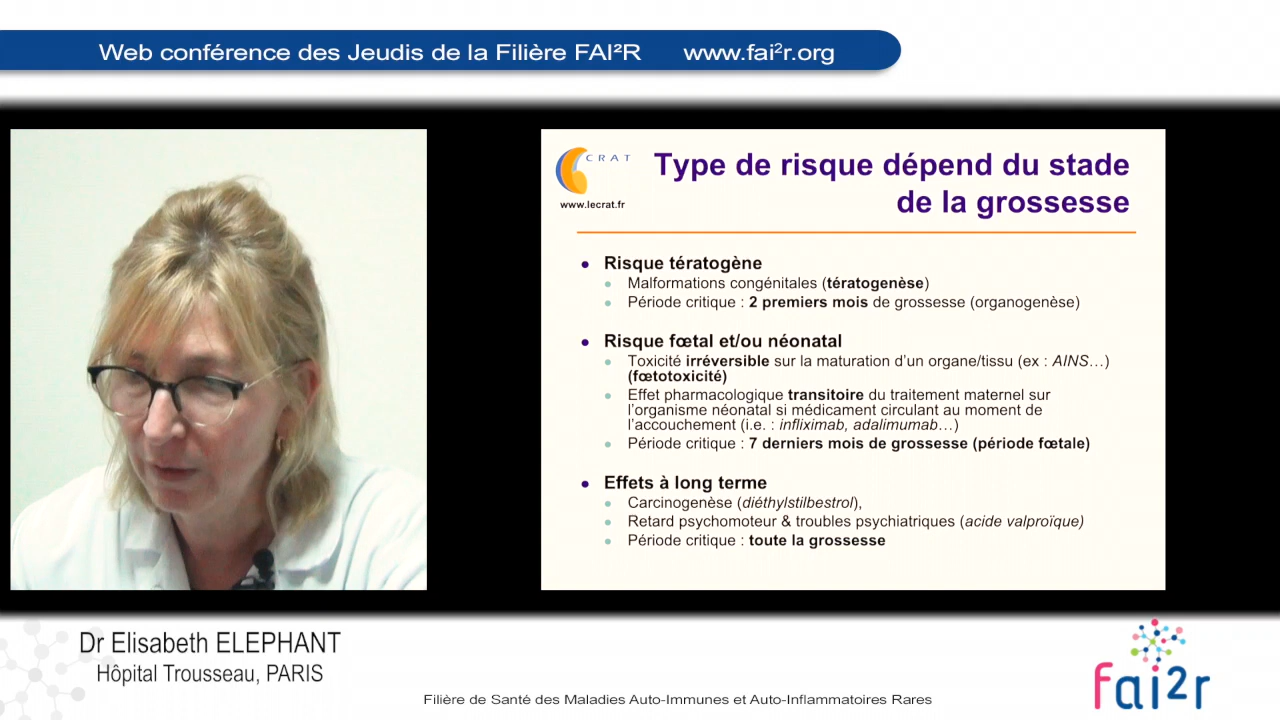 Web conférence des Jeudis de la Filière FAI²R www.fai²r.org
CRAT
www.lecrat.fr
Type de risque dépend du stade
de la grossesse
Risque tératogène
Malformations congénitales (tératogenèse)
Période critique : 2 premiers mois de grossesse (organogenèse)
Risque fœtal et/ou néonatal
Toxicité irréversible sur la maturation d’un organe/tissu (ex : AINS…)
(fœtotoxicité)
Effet pharmacologique transitoire du traitement maternel sur
l’organisme néonatal si médicament circulant au moment de
l’accouchement (i.e. : infliximab, adalimumab…)
Période critique : 7 derniers mois de grossesse (période fœtale)
Effets à long terme
Carcinogenèse (diéthylstilbestrol),
Retard psychomoteur & troubles psychiatriques (acide valproïque)
Période critique : toute la grossesse
Dr Elisabeth ELEPHANT
Hôpital Trousseau, PARIS
Filière de Santé des Maladies Auto-Immunes et Auto-Inflammatoires Rares
fai2r